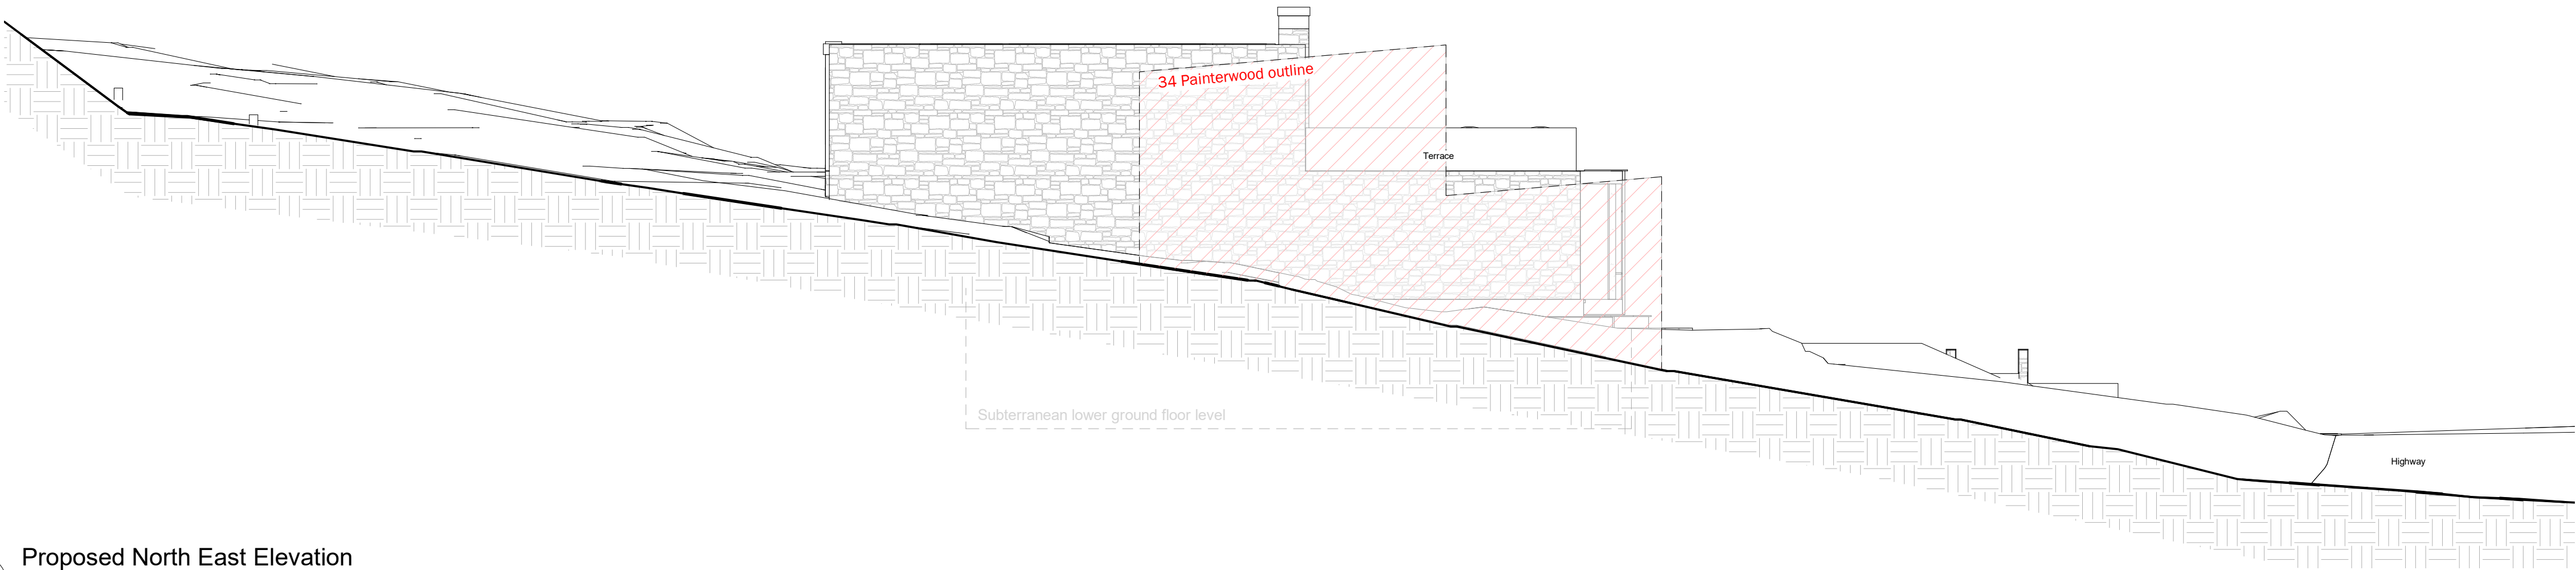 34 Painterwood outline
Terrace
Subterranean lower ground floor level
Highway
Proposed North East Elevation